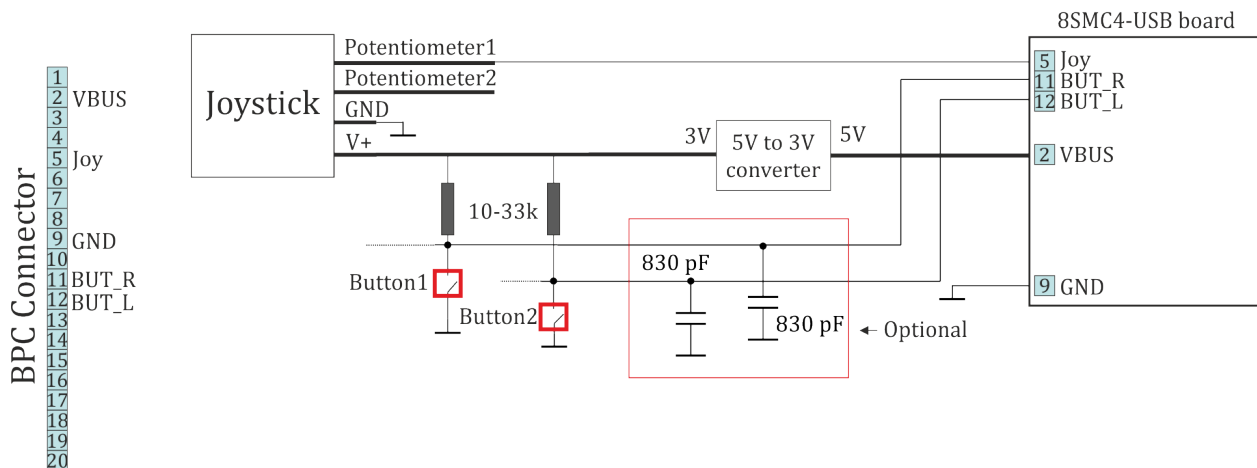 BPC Connector
1
2 VBUS
3
4
5 Joy
6
7
8
9 GND
10
11 BUT_R
12 BUT_L
13
14
15
16
17
18
19
20
Joystick
Potentiometer1
Potentiometer2
GND
V+
3V
5V to 3V
converter
5V
10-33k
Button1
Button2
830 pF
830 pF
← Optional
8SMC4-USB board
5 Joy
11 BUT_R
12 BUT_L
2 VBUS
9 GND